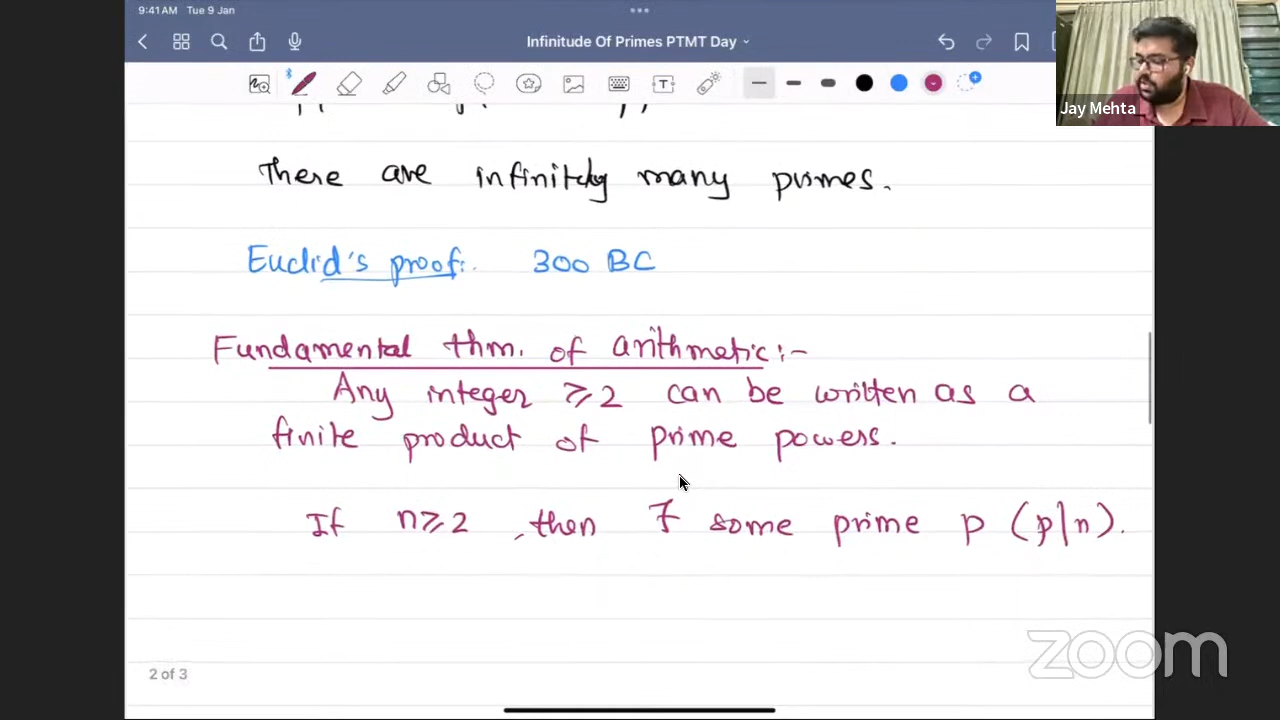 9:41 AM Tue 9 Jan
Infinitude Of Primes PTMT Day
T
Jay Mehta
There are infinitely many primes.
Euclid's proof:. 300 BC
Fundamental thm. of arithmetic:-
Any integer ⩾2 can be written as a
finite product of prime powers.
If n⩾2, then ∃ some prime p (p|n).
zoom
2 of 3